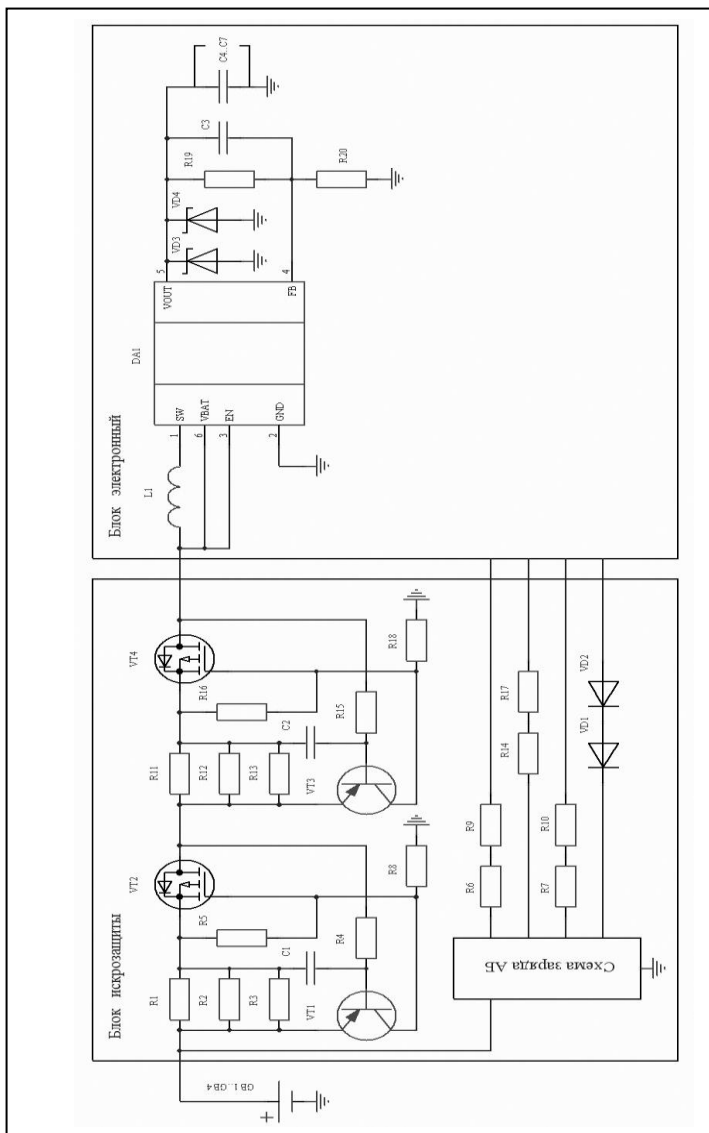 C4..C7
C3
R19
R20
VD4
VD3
5
4
VOUT
FB
DA1
SW
VBAT
EN
GND
1
6
3
2
L1
Блок электронный
VT4
R16
R18
R11
R12
R13
C2
R15
VT3
R17
R14
VD2
VD1
VT2
R5
R8
R9
R10
R6
R7
R1
R2
R3
C1
R4
VT1
Блок искрозащиты
Схема заряда АБ
GB1..GB4
+